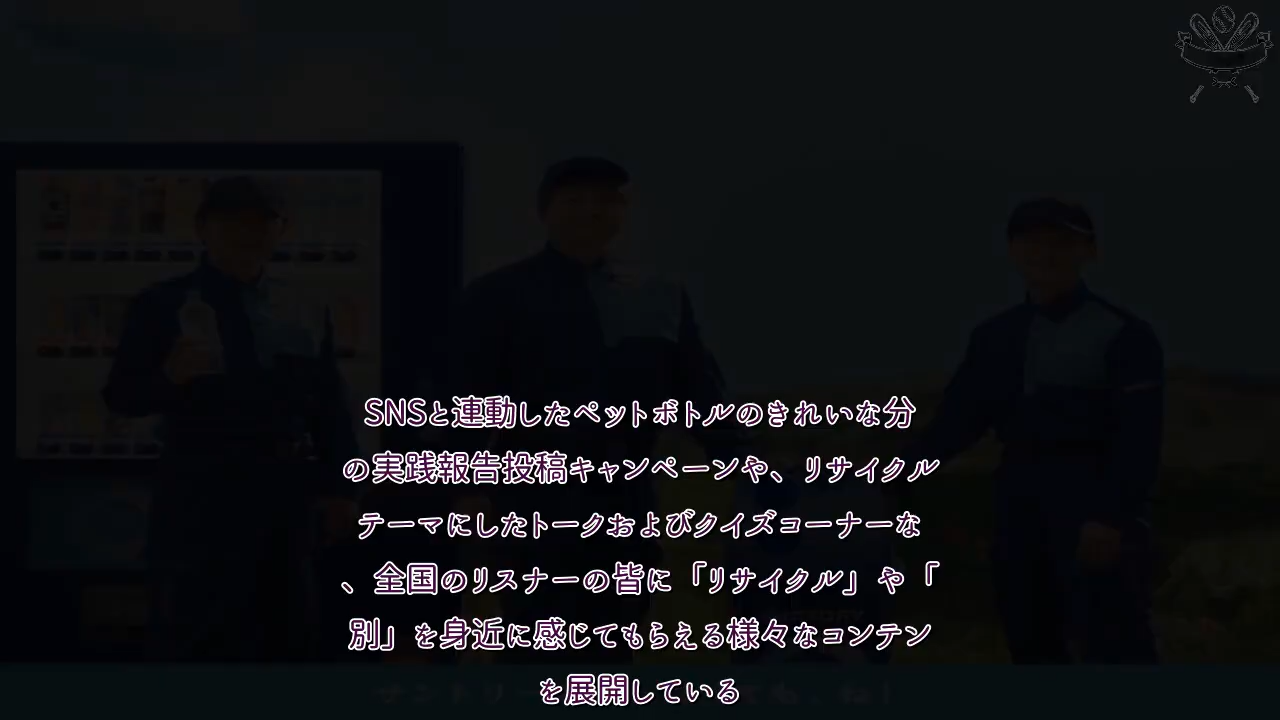 SNSと連動したペットボトルのきれいな分
の実践報告投稿キャンペーンや、リサイクル
テーマにしたトークおよびクイズコーナーな
、全国のリスナーの皆に「リサイクル」や「
別」を身近に感じてもらえる様々なコンテン
を展開している